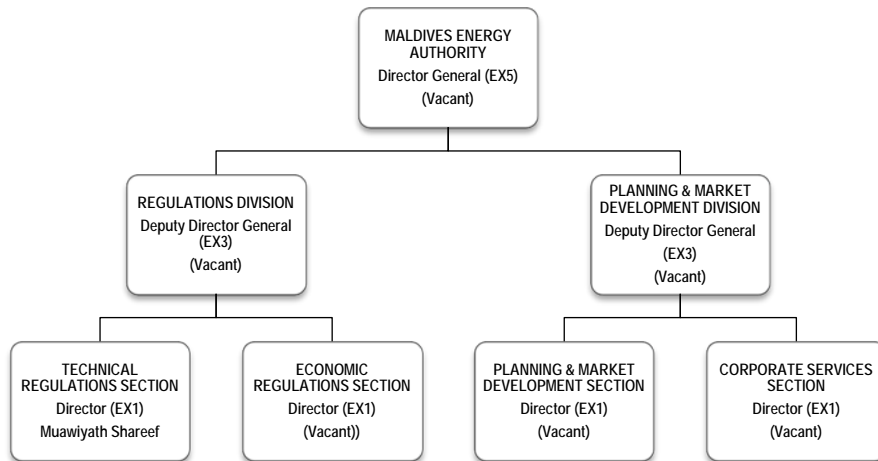 MALDIVES ENERGY
AUTHORITY
Director General (EX5)
(Vacant)
REGULATIONS DIVISION
Deputy Director General
(EX3)
(Vacant)
PLANNING & MARKET
DEVELOPMENT DIVISION
Deputy Director General
(EX3)
(Vacant)
TECHNICAL
REGULATIONS SECTION
Director (EX1)
Muawiyath Shareef
ECONOMIC
REGULATIONS SECTION
Director (EX1)
(Vacant))
PLANNING & MARKET
DEVELOPMENT SECTION
Director (EX1)
(Vacant)
CORPORATE SERVICES
SECTION
Director (EX1)
(Vacant)